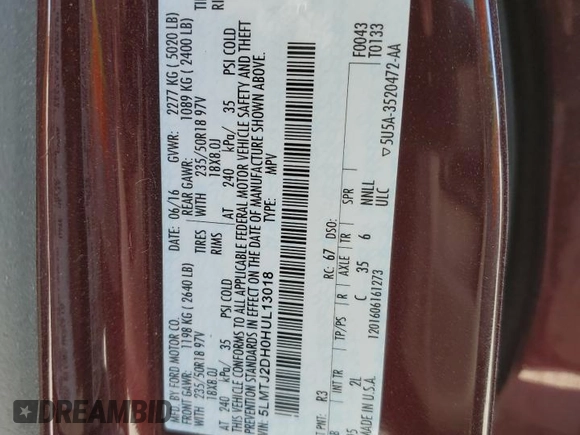 MFD. BY FORD MOTOR CO.
DATE: 06/16 GVWR: 2277 KG ( 5020 LB)
FRONT GAWR: 1198 KG ( 2640 LB) REAR GAWR: 1089 KG ( 2400 LB)
WITH 235/50R18 97V TIRES WITH 235/50R18 97V
18X8.0J RIMS 18X8.0J
AT 240 kPa/ 35 PSI COLD AT 240 kPa/ 35 PSI COLD
THIS VEHICLE CONFORMS TO ALL APPLICABLE FEDERAL MOTOR VEHICLE SAFETY AND THEFT
PREVENTION STANDARDS IN EFFECT ON THE DATE OF MANUFACTURE SHOWN ABOVE.
VIN: 5LMTJ2DH0HUL13018 TYPE: MPV
F0043
T0133
PNT: R3 RC: 67 DSO:
INT TR TP/PS R AXLE TR SPR
2L C 35 6 NNLL
ULC
MADE IN U.S.A. 1201606161273
▽5U5A-3520472-AA
DREAMBID